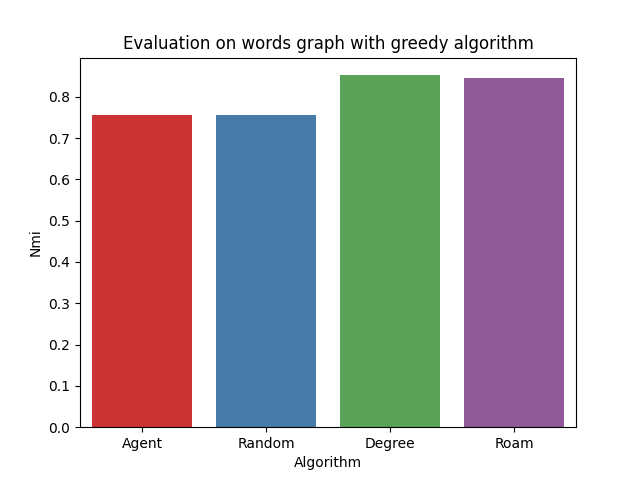 Evaluation on words graph with greedy algorithm
0.8
0.7
0.6
0.5
0.4
0.3
0.2
0.1
0.0
Nmi
Agent
Random
Degree
Roam
Algorithm